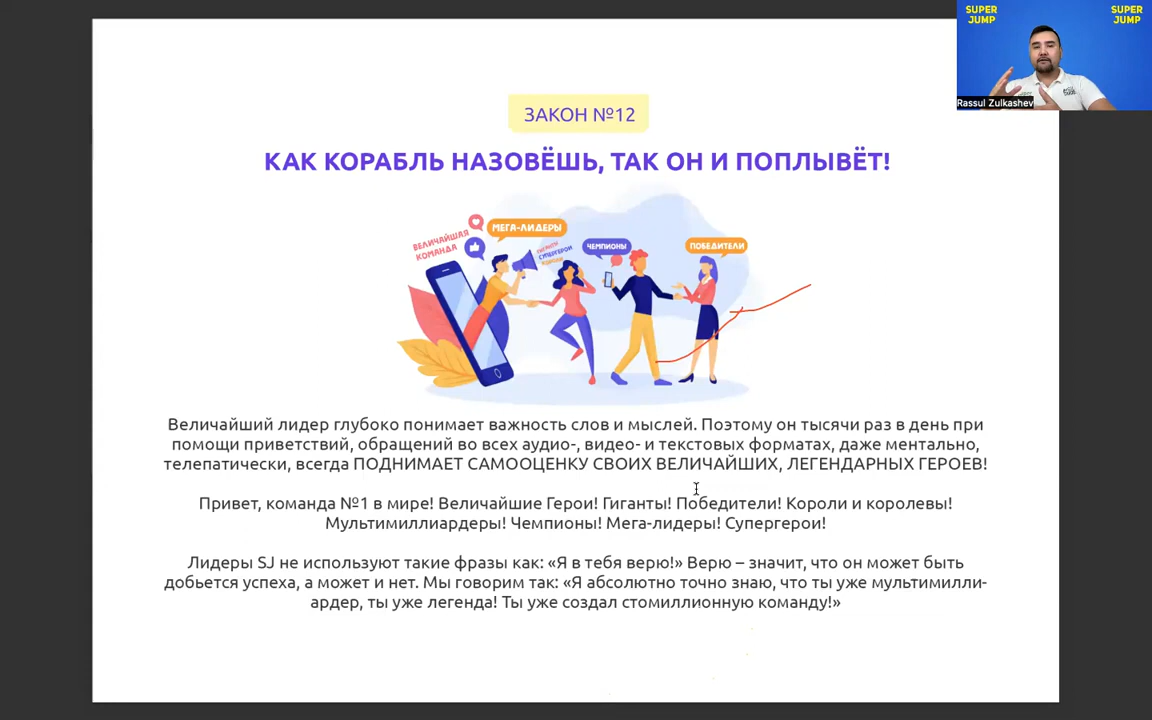 SUPER
JUMP
SUPER
JUMP
Rassul Zulkashev
ЗАКОН №12
КАК КОРАБЛЬ НАЗОВЁШЬ, ТАК ОН И ПОПЛЫВЁТ!
ВЕЛИЧАЙШАЯ
КОМАНДА
МЕГА-ЛИДЕРЫ
ГИГАНТЫ
СУПЕРГЕРОИ
ЧЕМПИОНЫ
ПОБЕДИТЕЛИ
Величайший лидер глубоко понимает важность слов и мыслей. Поэтому он тысячи раз в день при
помощи приветствий, обращений во всех аудио-, видео- и текстовых форматах, даже ментально,
телепатически, всегда ПОДНИМАЕТ САМООЦЕНКУ СВОИХ ВЕЛИЧАЙШИХ, ЛЕГЕНДАРНЫХ ГЕРОЕВ!
Привет, команда №1 в мире! Величайшие Герои! Гиганты! Победители! Короли и королевы!
Мультимиллиардеры! Чемпионы! Мега-лидеры! Супергерои!
Лидеры SJ не используют такие фразы как: «Я в тебя верю!» Верю – значит, что он может быть
добьется успеха, а может и нет. Мы говорим так: «Я абсолютно точно знаю, что ты уже мультимилли-
ардер, ты уже легенда! Ты уже создал стомиллионную команду!»